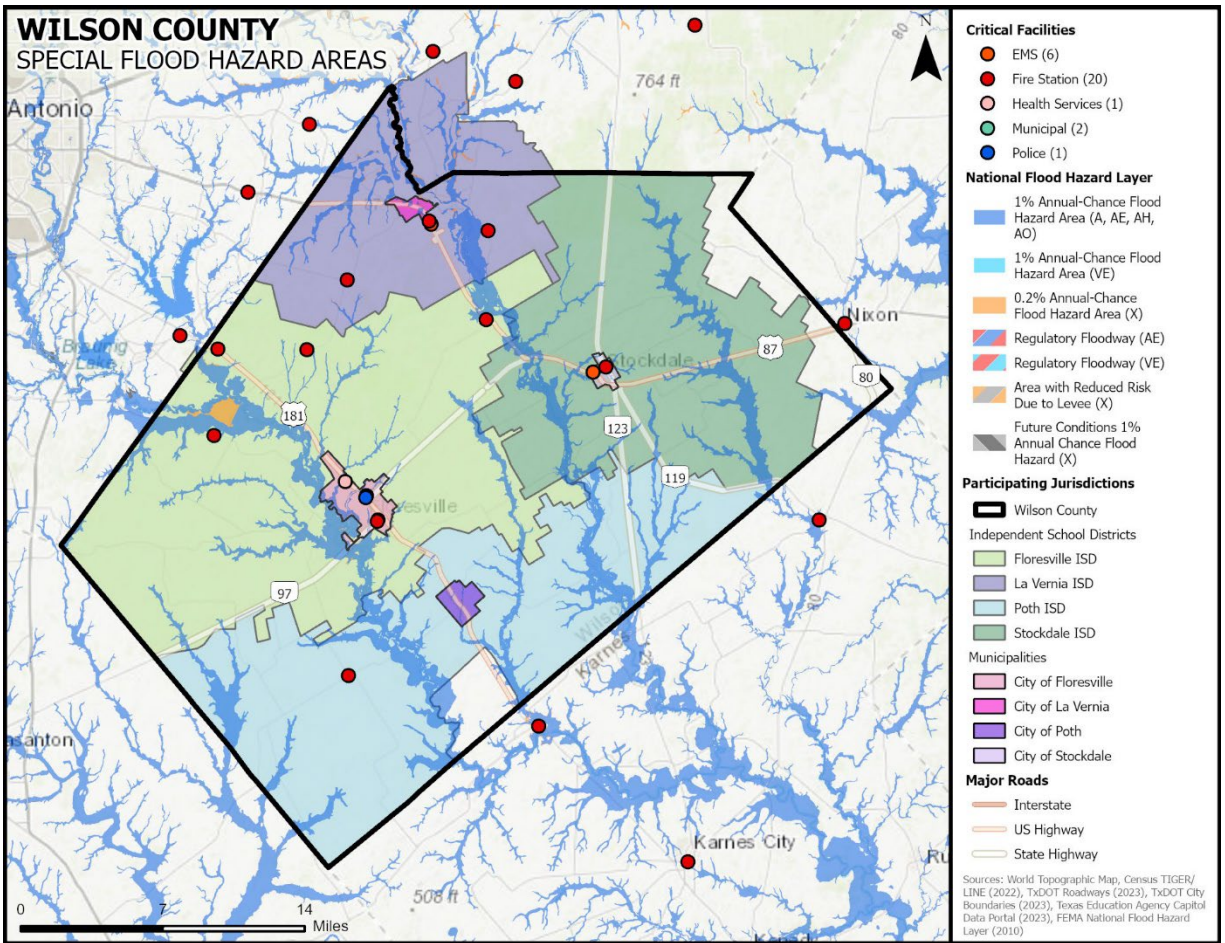 WILSON COUNTY
SPECIAL FLOOD HAZARD AREAS
N
80
764 ft
Antonio
Nixon
87
80
Stockdale
181
123
119
vesville
97
Wilson
Karnes
80
asanton
Karnes City
Ru
508 ft
0 7 14
Miles
Critical Facilities
EMS (6)
Fire Station (20)
Health Services (1)
Municipal (2)
Police (1)
National Flood Hazard Layer
1% Annual-Chance Flood
Hazard Area (A, AE, AH,
AO)
1% Annual-Chance Flood
Hazard Area (VE)
0.2% Annual-Chance
Flood Hazard Area (X)
Regulatory Floodway (AE)
Regulatory Floodway (VE)
Area with Reduced Risk
Due to Levee (X)
Future Conditions 1%
Annual Chance Flood
Hazard (X)
Participating Jurisdictions
Wilson County
Independent School Districts
Floresville ISD
La Vernia ISD
Poth ISD
Stockdale ISD
Municipalities
City of Floresville
City of La Vernia
City of Poth
City of Stockdale
Major Roads
Interstate
US Highway
State Highway
Sources: World Topographic Map, Census TIGER/
LINE (2022), TxDOT Roadways (2023), TxDOT City
Boundaries (2023), Texas Education Agency Capitol
Data Portal (2023), FEMA National Flood Hazard
Layer (2010)